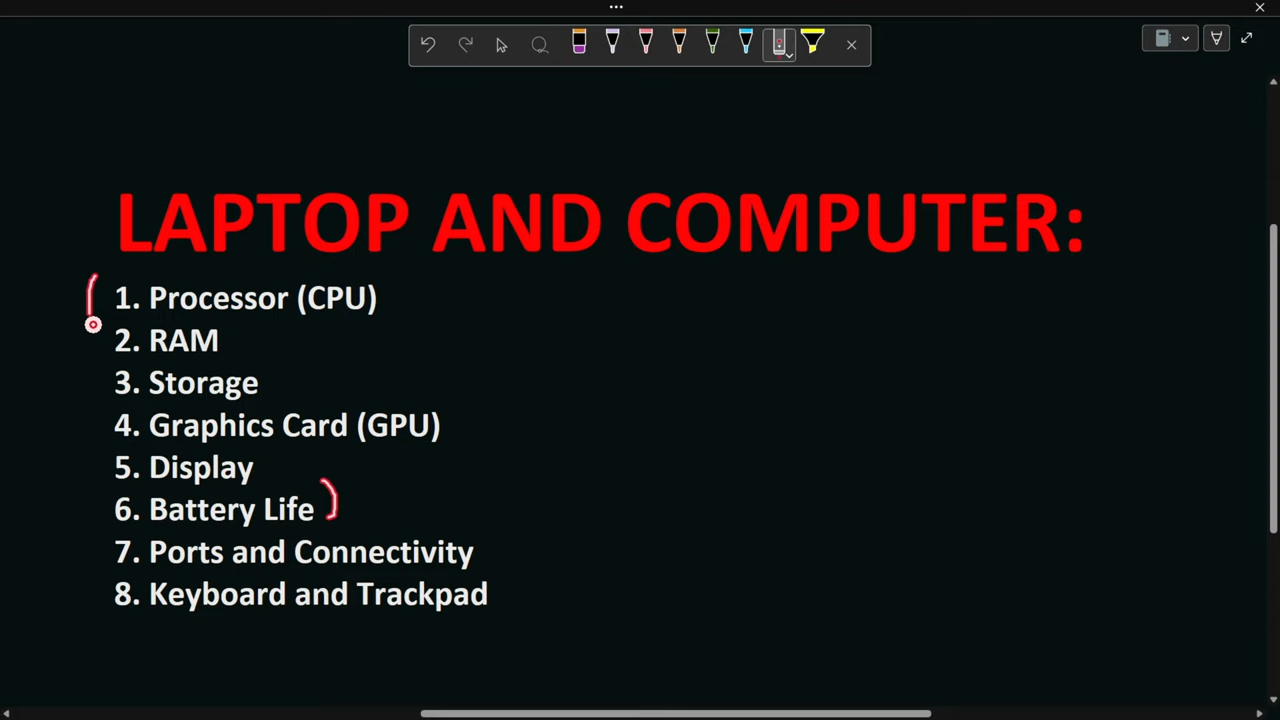 LAPTOP AND COMPUTER:
1. Processor (CPU)
2. RAM
3. Storage
4. Graphics Card (GPU)
5. Display
6. Battery Life
7. Ports and Connectivity
8. Keyboard and Trackpad